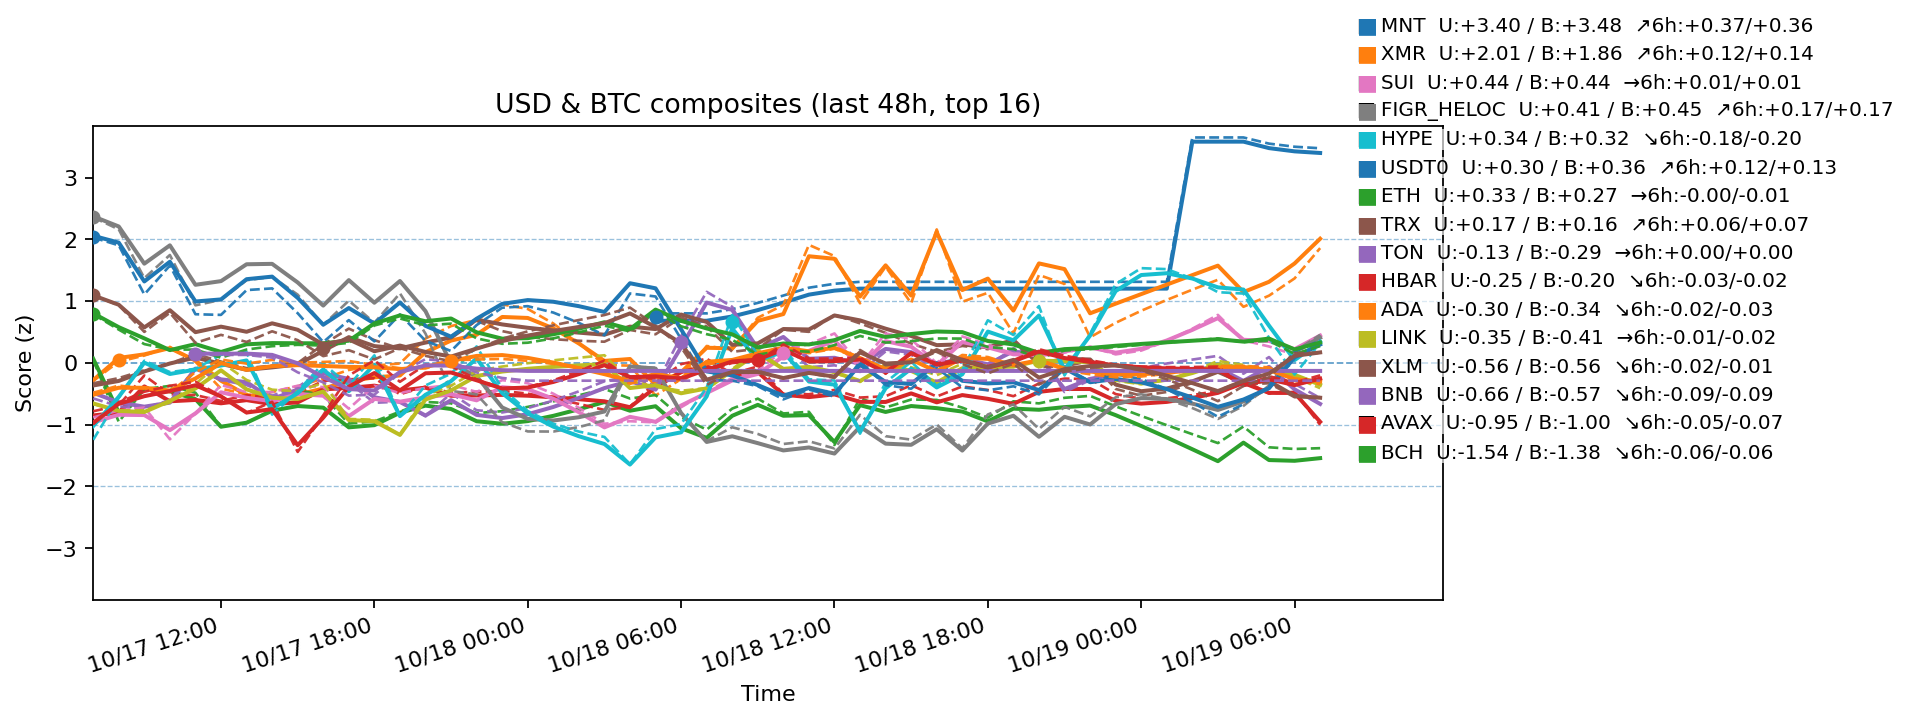 MNT  U:+3.40 / B:+3.48  ↗6h:+0.37/+0.36
XMR  U:+2.01 / B:+1.86  ↗6h:+0.12/+0.14
SUI  U:+0.44 / B:+0.44  →6h:+0.01/+0.01
FIGR_HELOC  U:+0.41 / B:+0.45  ↗6h:+0.17/+0.17
HYPE  U:+0.34 / B:+0.32  ↘6h:-0.18/-0.20
USDT0  U:+0.30 / B:+0.36  ↗6h:+0.12/+0.13
ETH  U:+0.33 / B:+0.27  →6h:-0.00/-0.01
TRX  U:+0.17 / B:+0.16  ↗6h:+0.06/+0.07
TON  U:-0.13 / B:-0.29  →6h:+0.00/+0.00
HBAR  U:-0.25 / B:-0.20  ↘6h:-0.03/-0.02
ADA  U:-0.30 / B:-0.34  ↘6h:-0.02/-0.03
LINK  U:-0.35 / B:-0.41  →6h:-0.01/-0.02
XLM  U:-0.56 / B:-0.56  ↘6h:-0.02/-0.01
BNB  U:-0.66 / B:-0.57  ↘6h:-0.09/-0.09
AVAX  U:-0.95 / B:-1.00  ↘6h:-0.05/-0.07
BCH  U:-1.54 / B:-1.38  ↘6h:-0.06/-0.06
USD & BTC composites (last 48h, top 16)
Score (z)
3
2
1
0
−1
−2
−3
10/17 12:00
10/17 18:00
10/18 00:00
10/18 06:00
10/18 12:00
10/18 18:00
10/19 00:00
10/19 06:00
Time